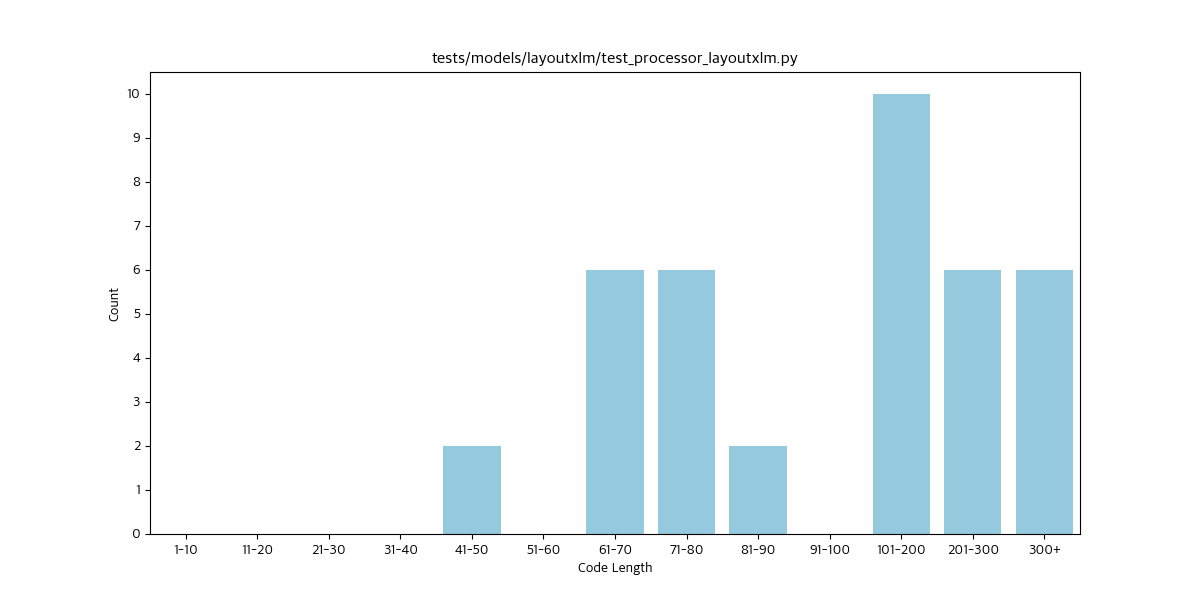 tests/models/layoutxlm/test_processor_layoutxlm.py
10
9
8
7
6
5
4
3
2
1
0
Count
1-10 11-20 21-30 31-40 41-50 51-60 61-70 71-80 81-90 91-100 101-200 201-300 300+
Code Length